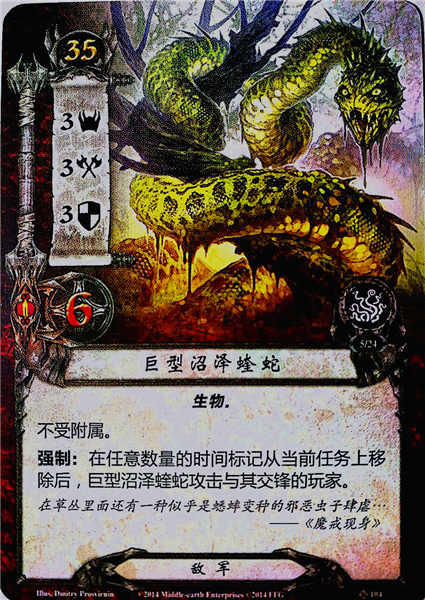 35
3
3
3
6
5/24
巨型沼泽蝰蛇
生物.
不受附属。
强制：在任意数量的时间标记从当前任务上移
除后，巨型沼泽蝰蛇攻击与其交锋的玩家。
在草丛里面还有一种似乎是蟋蟀变种的邪恶虫子肆虐…
——《魔戒现身》
敌军
Illus. Dmitry Prosvirnin
©2014 Middle-earth Enterprises ©2014 FFG
104